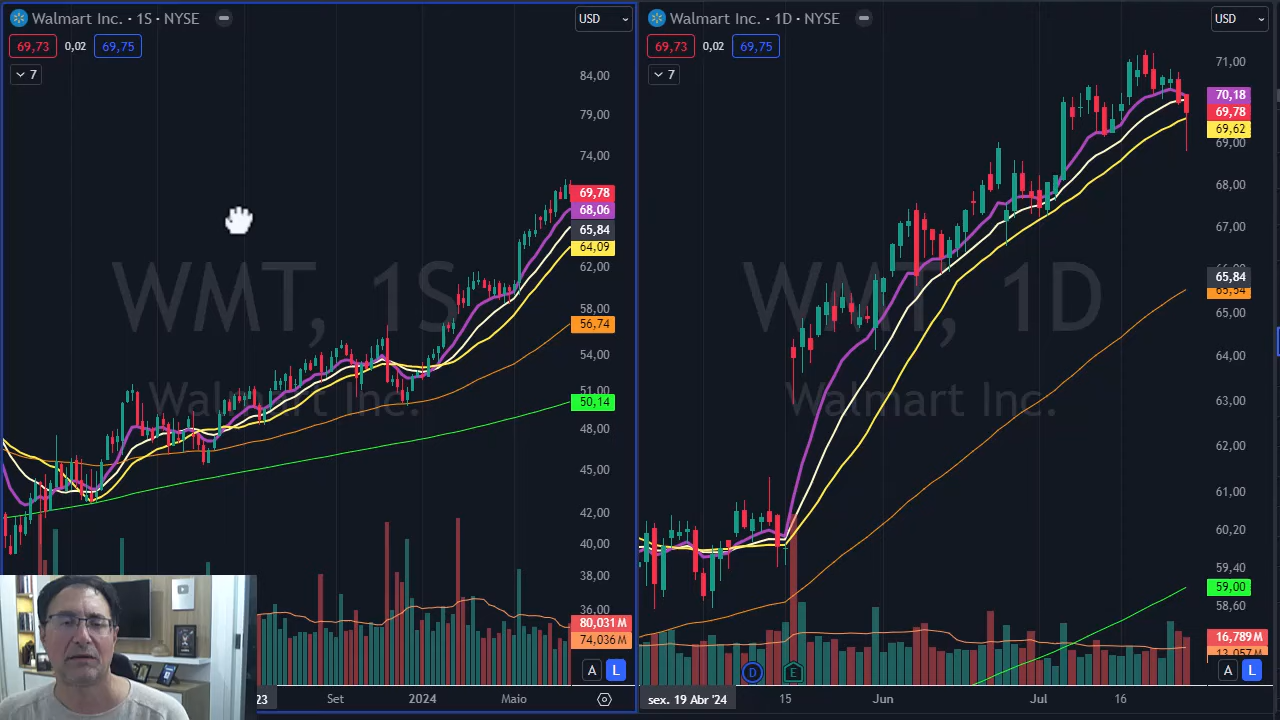 Walmart Inc. · 1S · NYSE
USD
69,73 0,02 69,75
7
84,00
79,00
74,00
69,78
68,06
65,84
64,09
62,00
58,00
56,74
54,00
51,00
50,14
48,00
45,00
42,00
40,00
38,00
36,00
80,031 M
74,036 M
WMT, 1S
Walmart Inc.
A L
23 Set 2024 Maio
Walmart Inc. · 1D · NYSE
USD
69,73 0,02 69,75
7
71,00
70,18
69,78
69,62
69,00
68,00
67,00
65,84
65,00
64,00
63,00
62,00
61,00
60,20
59,40
59,00
58,60
16,789 M
13,057 M
WMT, 1D
Walmart Inc.
D E
A L
sex. 19 Abr '24 15 Jun Jul 16